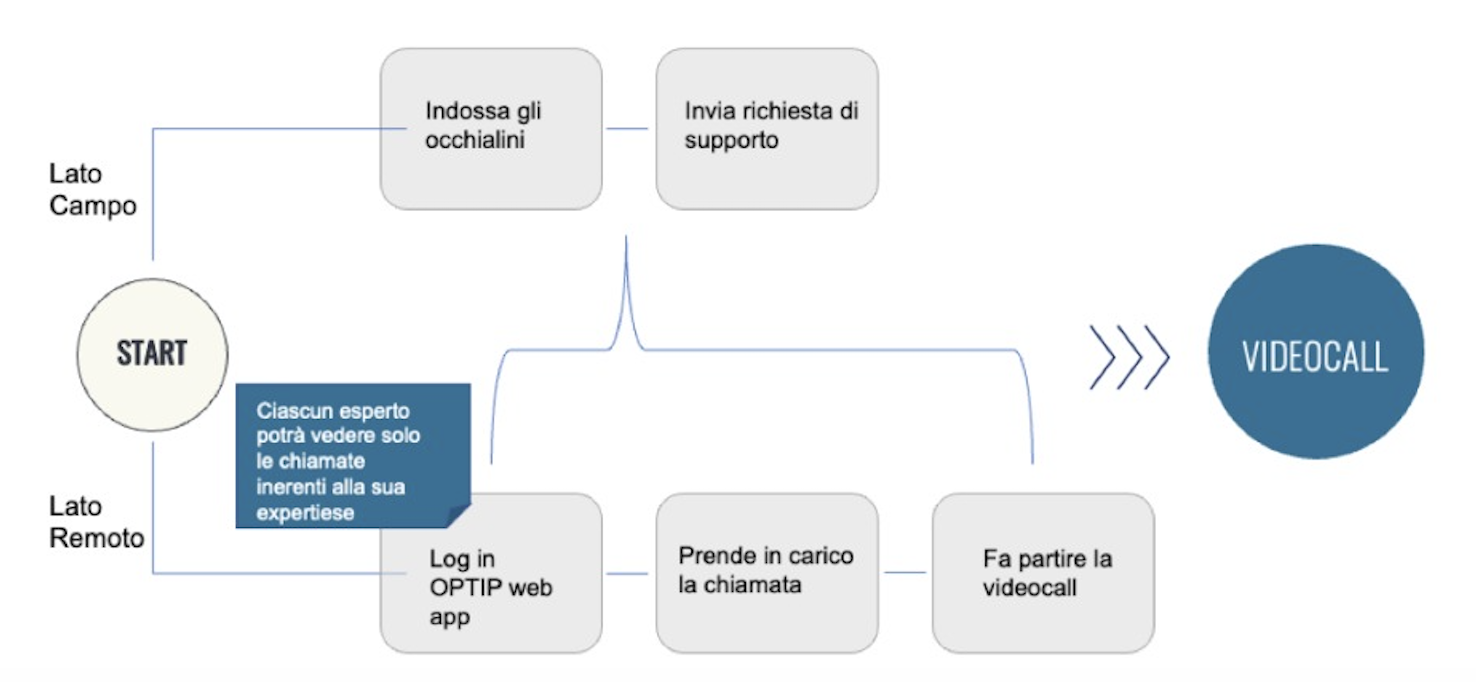 Indossa gli
occhialini
Invia richiesta di
supporto
Lato
Campo
START
VIDEOCALL
Ciascun esperto
potrà vedere solo
le chiamate
inerenti alla sua
expertiese
Lato
Remoto
Log in
OPTIP web
app
Prende in carico
la chiamata
Fa partire la
videocall